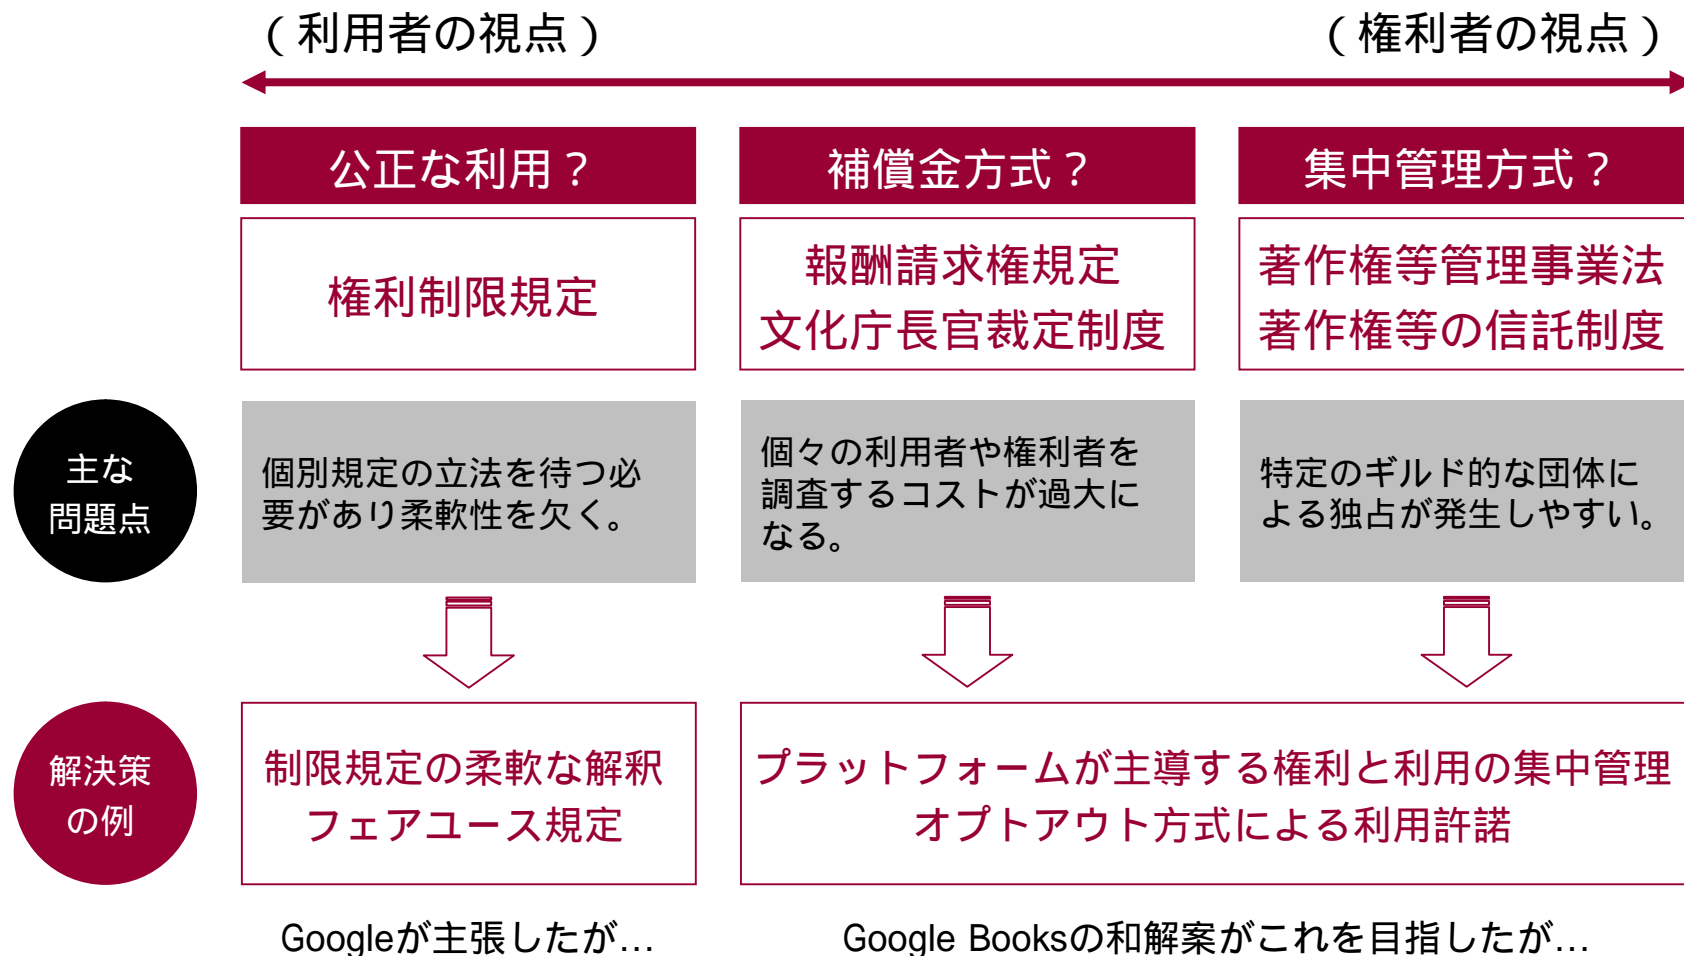 （利用者の視点）
（権利者の視点）
公正な利用？
補償金方式？
集中管理方式？
権利制限規定
報酬請求権規定
文化庁長官裁定制度
著作権等管理事業法
著作権等の信託制度
主な
問題点
個別規定の立法を待つ必
要があり柔軟性を欠く。
個々の利用者や権利者を
調査するコストが過大に
なる。
特定のギルド的な団体に
よる独占が発生しやすい。
解決策
の例
制限規定の柔軟な解釈
フェアユース規定
プラットフォームが主導する権利と利用の集中管理
オプトアウト方式による利用許諾
Googleが主張したが…
Google Booksの和解案がこれを目指したが…